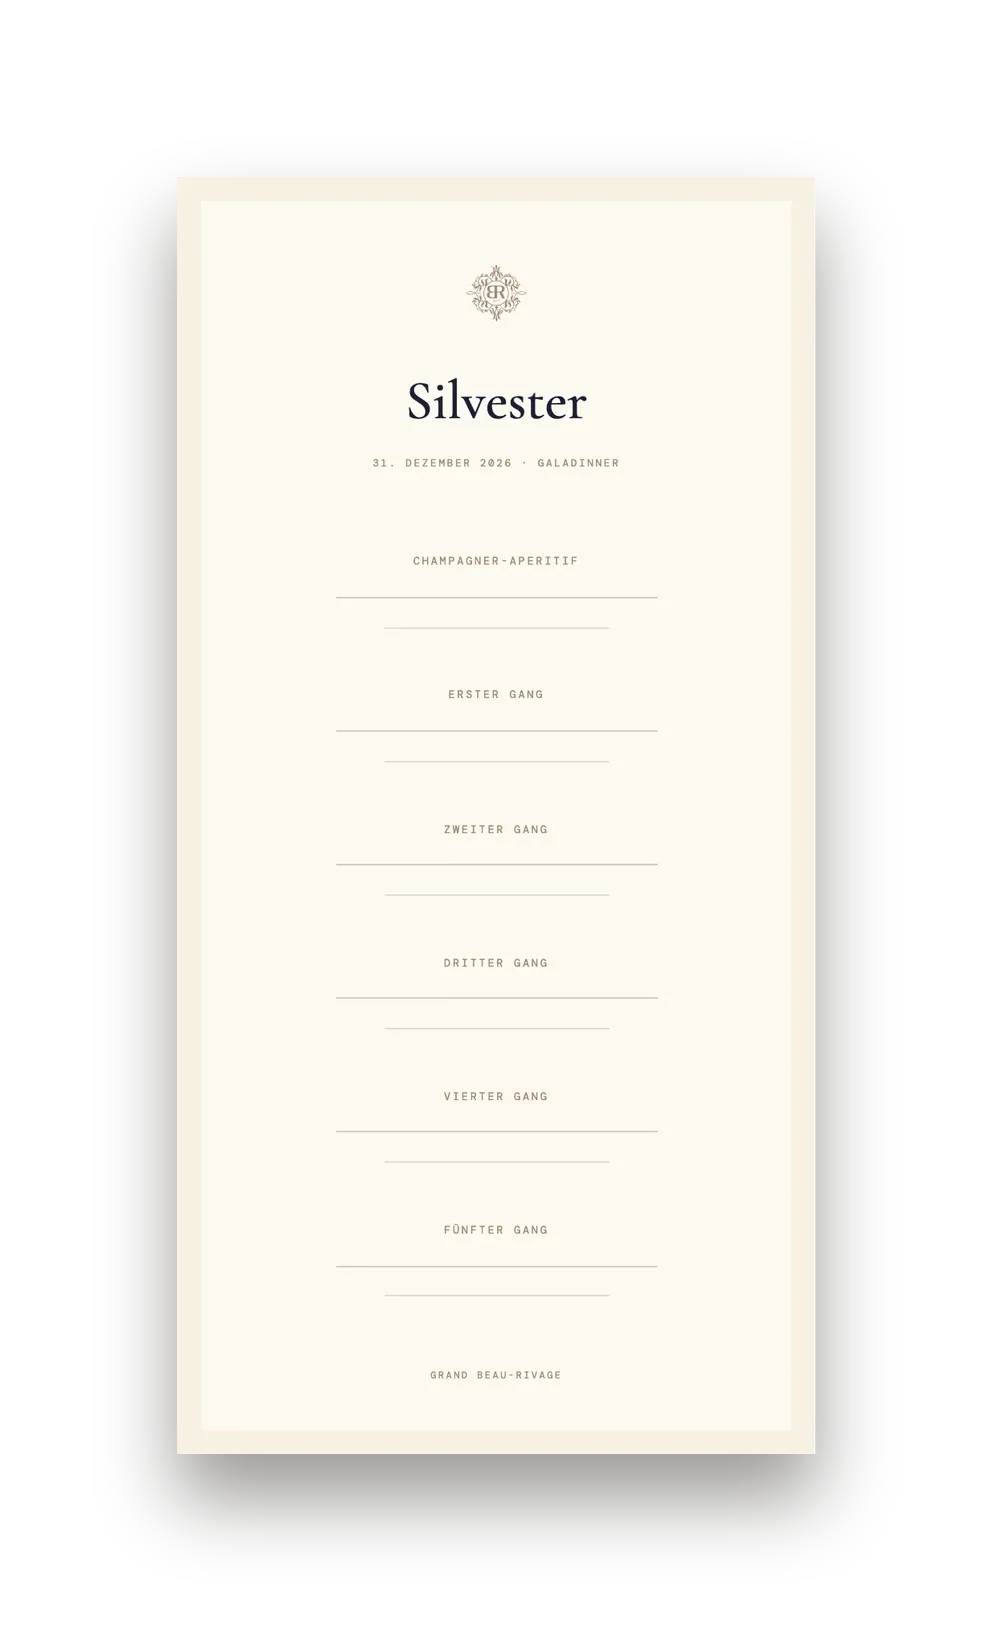 BR
Silvester
31. DEZEMBER 2026 · GALADINNER
CHAMPAGNER-APERITIF
ERSTER GANG
ZWEITER GANG
DRITTER GANG
VIERTER GANG
FÜNFTER GANG
GRAND BEAU-RIVAGE